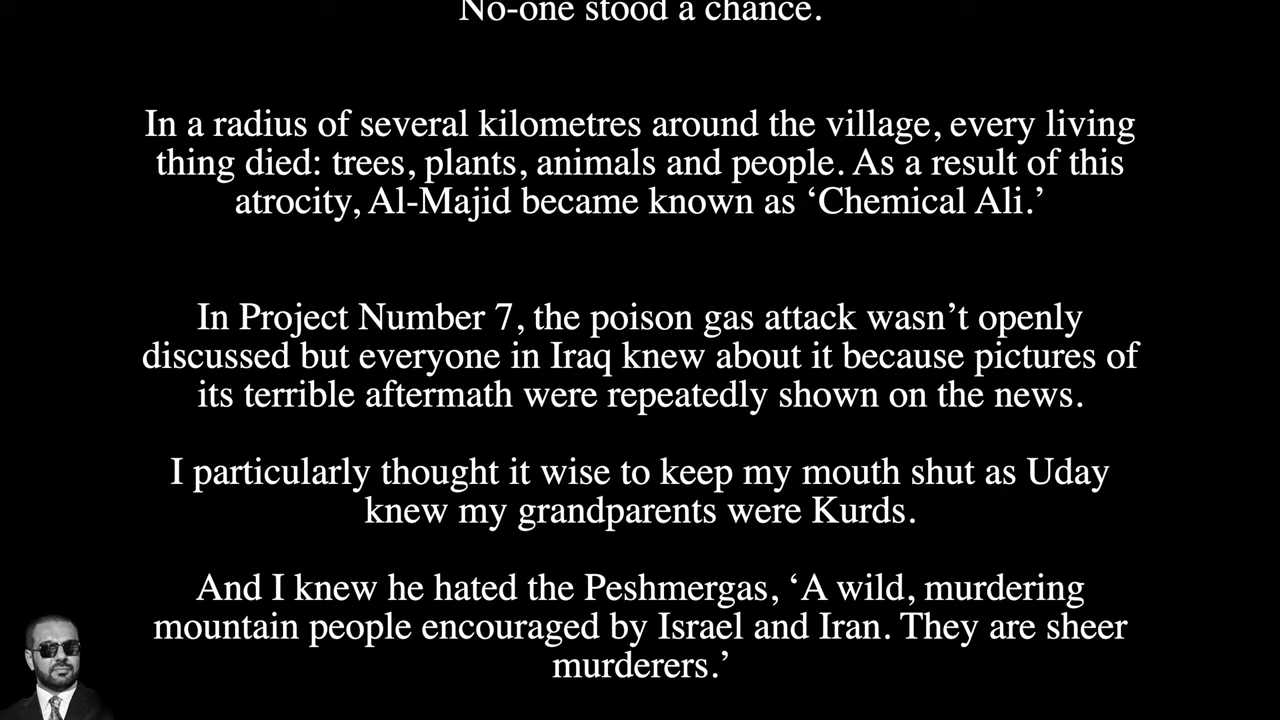 No-one stood a chance.
In a radius of several kilometres around the village, every living
thing died: trees, plants, animals and people. As a result of this
atrocity, Al-Majid became known as ‘Chemical Ali.’
In Project Number 7, the poison gas attack wasn’t openly
discussed but everyone in Iraq knew about it because pictures of
its terrible aftermath were repeatedly shown on the news.
I particularly thought it wise to keep my mouth shut as Uday
knew my grandparents were Kurds.
And I knew he hated the Peshmergas, ‘A wild, murdering
mountain people encouraged by Israel and Iran. They are sheer
murderers.’